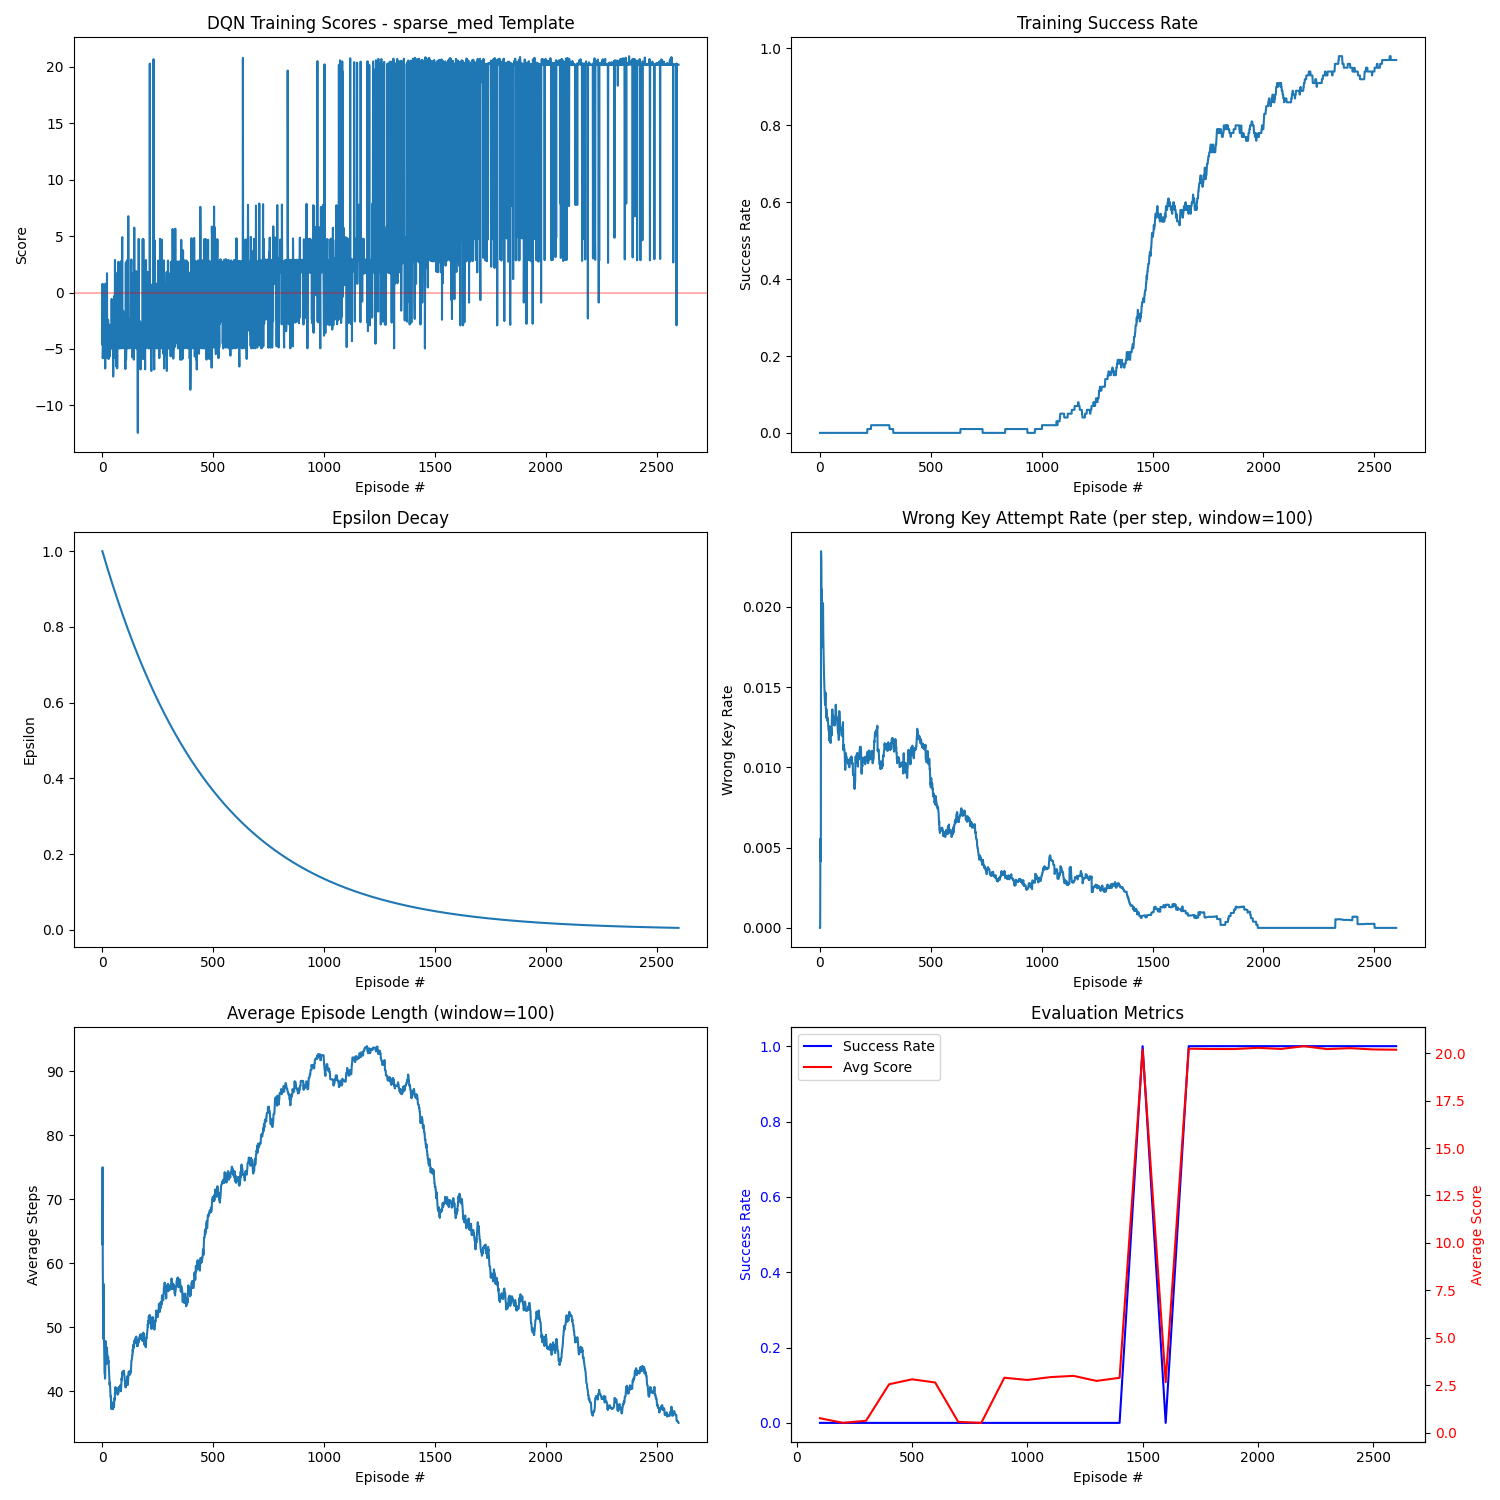 DQN Training Scores - sparse_med Template
20
15
10
5
0
−5
−10
Score
0 500 1000 1500 2000 2500
Episode #
Training Success Rate
1.0
0.8
0.6
0.4
0.2
0.0
Success Rate
0 500 1000 1500 2000 2500
Episode #
Epsilon Decay
1.0
0.8
0.6
0.4
0.2
0.0
Epsilon
0 500 1000 1500 2000 2500
Episode #
Wrong Key Attempt Rate (per step, window=100)
0.020
0.015
0.010
0.005
0.000
Wrong Key Rate
0 500 1000 1500 2000 2500
Episode #
Average Episode Length (window=100)
90
80
70
60
50
40
Average Steps
0 500 1000 1500 2000 2500
Episode #
Evaluation Metrics
Success Rate
Avg Score
1.0
0.8
0.6
0.4
0.2
0.0
Success Rate
20.0
17.5
15.0
12.5
10.0
7.5
5.0
2.5
0.0
Average Score
0 500 1000 1500 2000 2500
Episode #